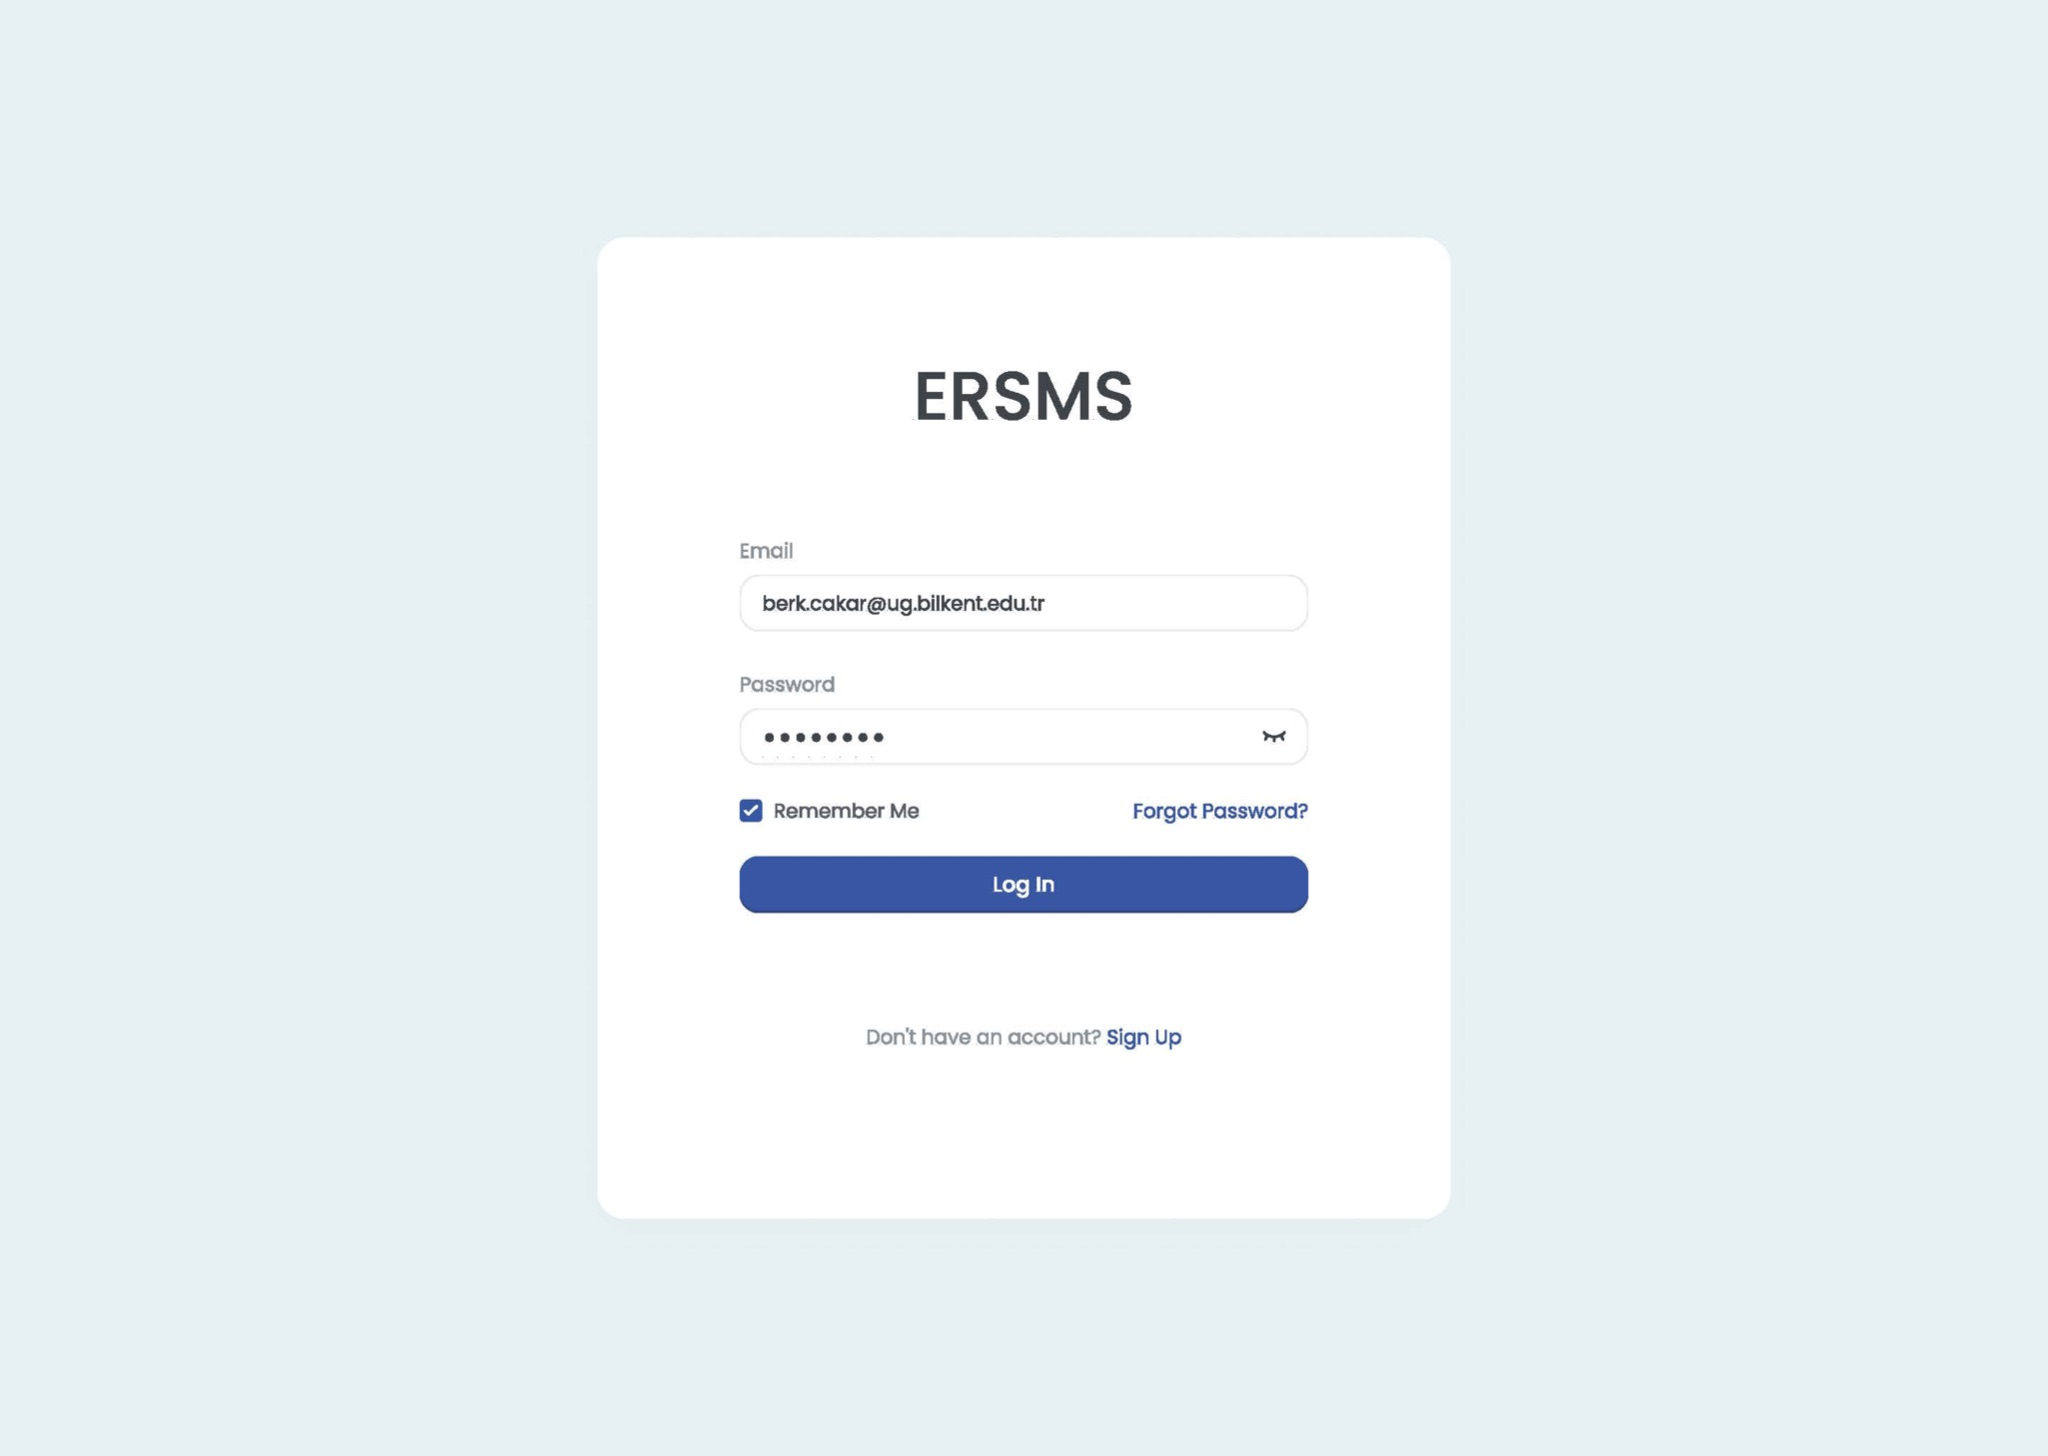 ERSMS
Email
berk.cakar@ug.bilkent.edu.tr
Password
••••••••
Remember Me
Forgot Password?
Log In
Don't have an account? Sign Up